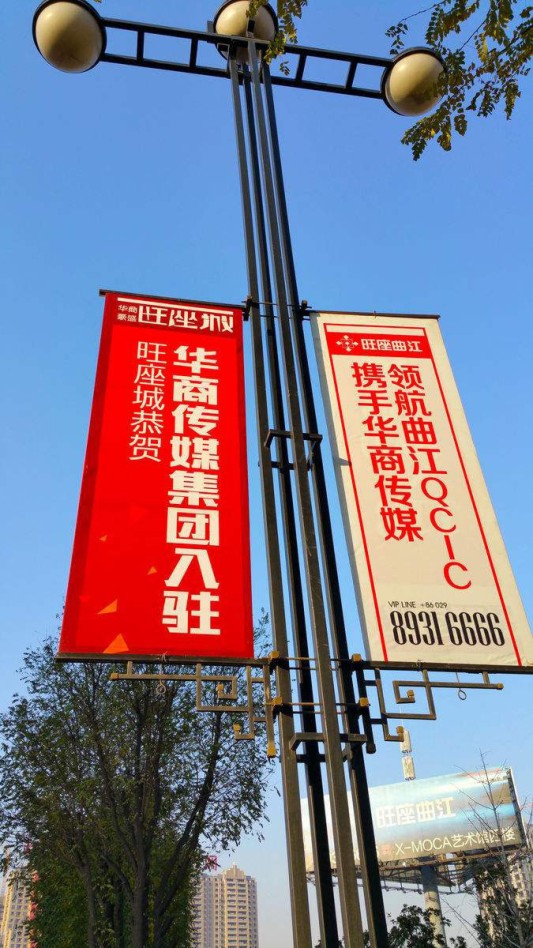 华商
豪盛
旺座城
旺座城恭贺
华商传媒集团入驻
旺座曲江
携手华商传媒
领航曲江QCIC
VIP LINE +86 029
8931 6666
旺座曲江
X-MOCA艺术馆